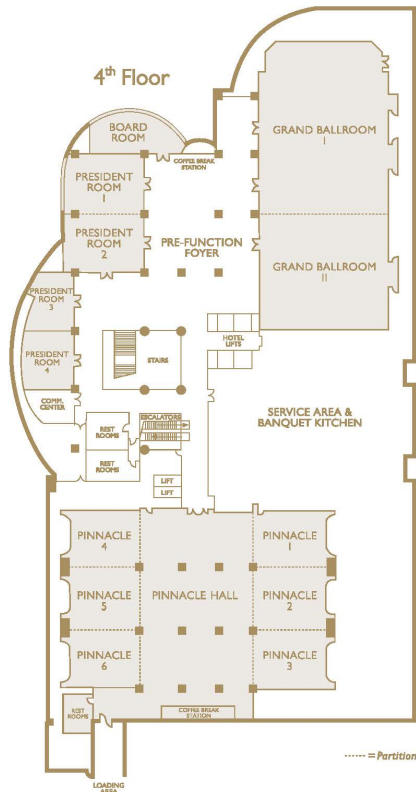 4th Floor
BOARD
ROOM
COFFEE BREAK
STATION
GRAND BALLROOM
I
PRESIDENT
ROOM
1
PRESIDENT
ROOM
2
PRE-FUNCTION
FOYER
GRAND BALLROOM
II
PRESIDENT
ROOM
3
PRESIDENT
ROOM
4
STAIRS
HOTEL
LIFTS
COMM.
CENTER
ESCALATORS
REST
ROOMS
REST
ROOMS
SERVICE AREA &
BANQUET KITCHEN
LIFT
LIFT
PINNACLE
4
PINNACLE
1
PINNACLE
5
PINNACLE HALL
PINNACLE
2
PINNACLE
6
PINNACLE
3
REST
ROOMS
COFFEE BREAK
STATION
------ = Partition
LOADING
AREA